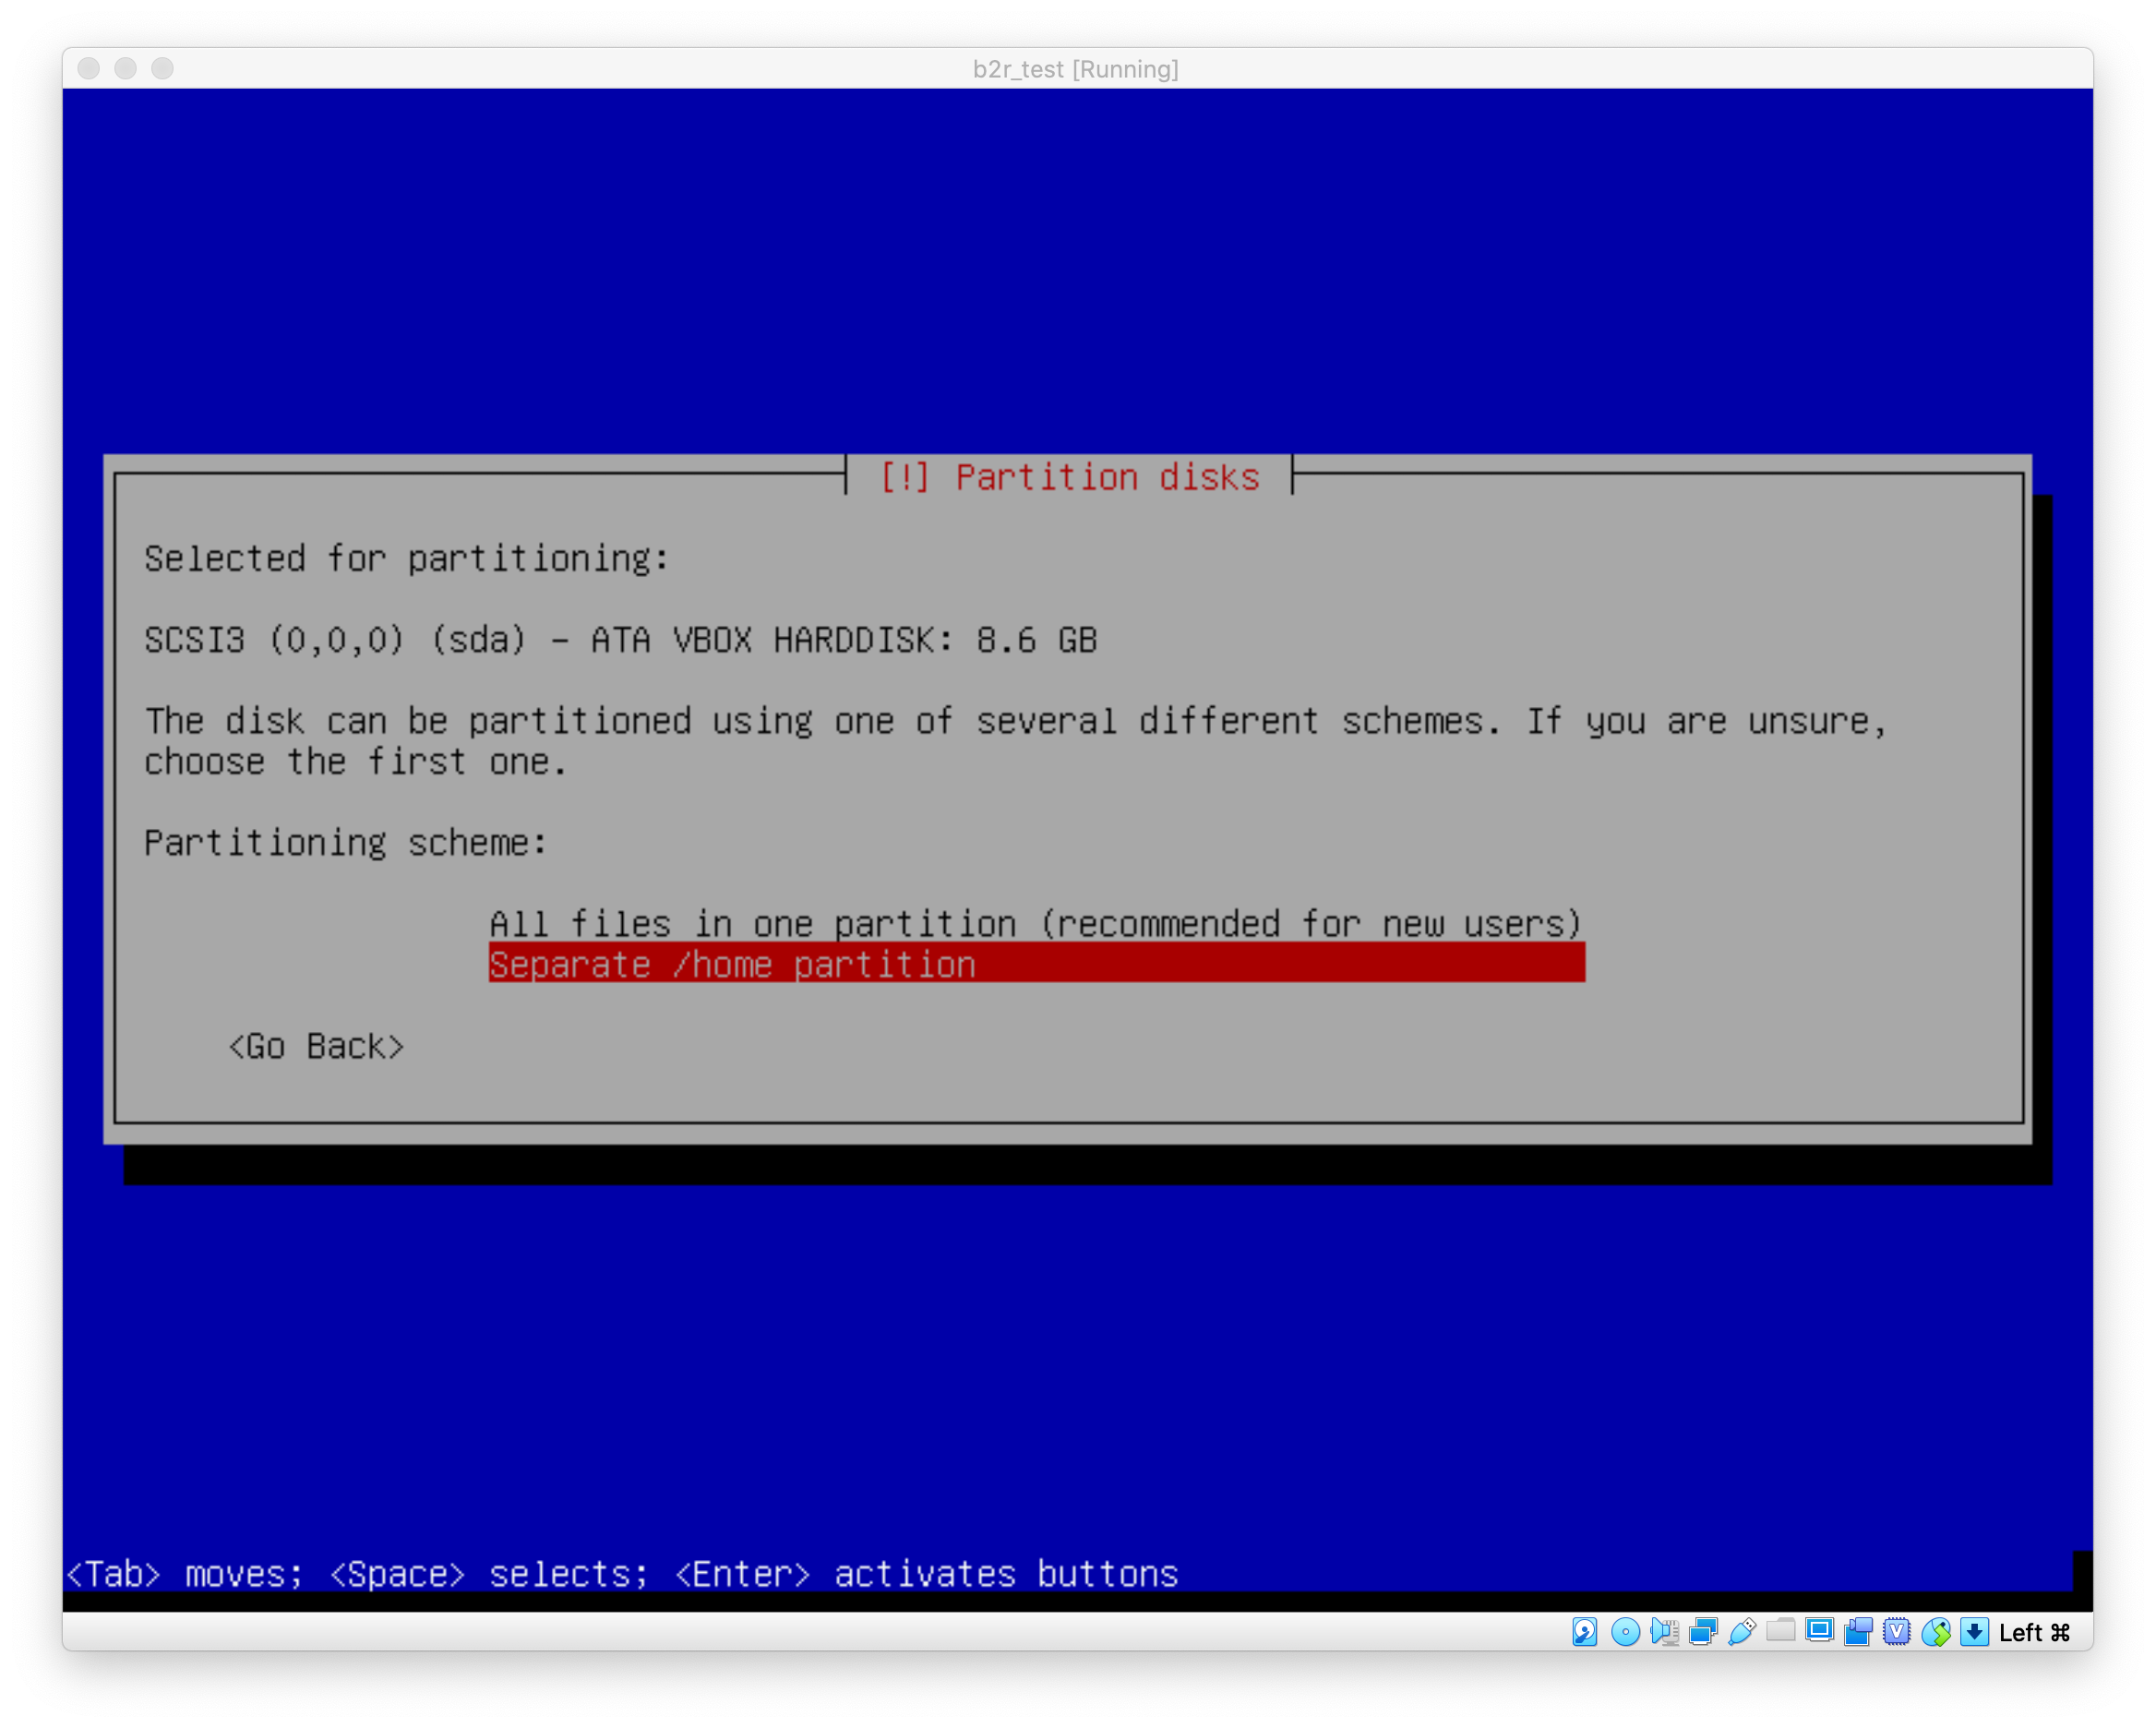 b2r_test [Running]
[!] Partition disks
Selected for partitioning:
SCSI3 (0,0,0) (sda) - ATA VBOX HARDDISK: 8.6 GB
The disk can be partitioned using one of several different schemes. If you are unsure,
choose the first one.
Partitioning scheme:
All files in one partition (recommended for new users)
Separate /home partition
<Go Back>
<Tab> moves; <Space> selects; <Enter> activates buttons
Left ⌘